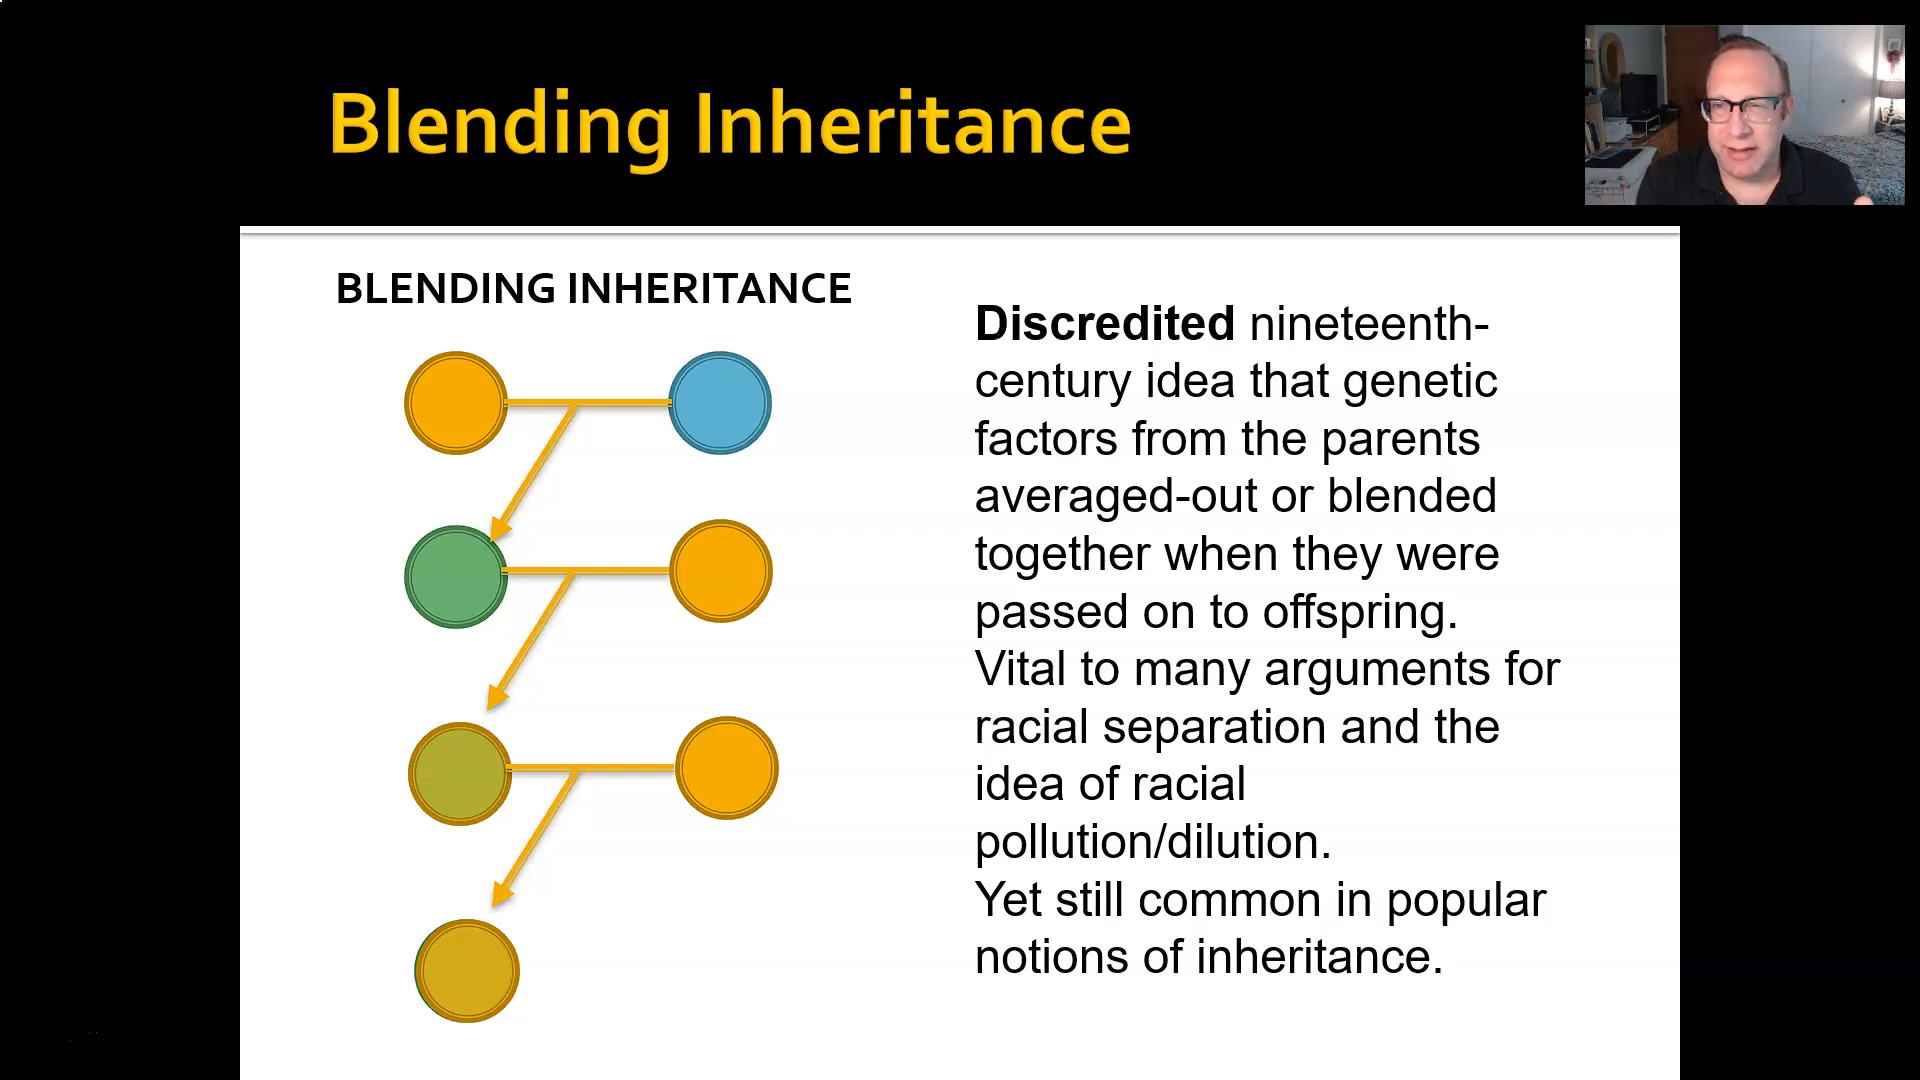 Blending Inheritance
BLENDING INHERITANCE
Discredited nineteenth-
century idea that genetic
factors from the parents
averaged-out or blended
together when they were
passed on to offspring.
Vital to many arguments for
racial separation and the
idea of racial
pollution/dilution.
Yet still common in popular
notions of inheritance.